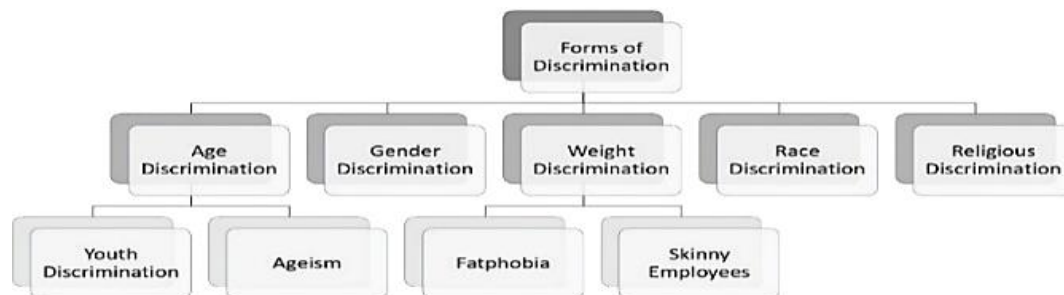 Forms of
Discrimination
Age
Discrimination
Gender
Discrimination
Weight
Discrimination
Race
Discrimination
Religious
Discrimination
Youth
Discrimination
Ageism
Fatphobia
Skinny
Employees